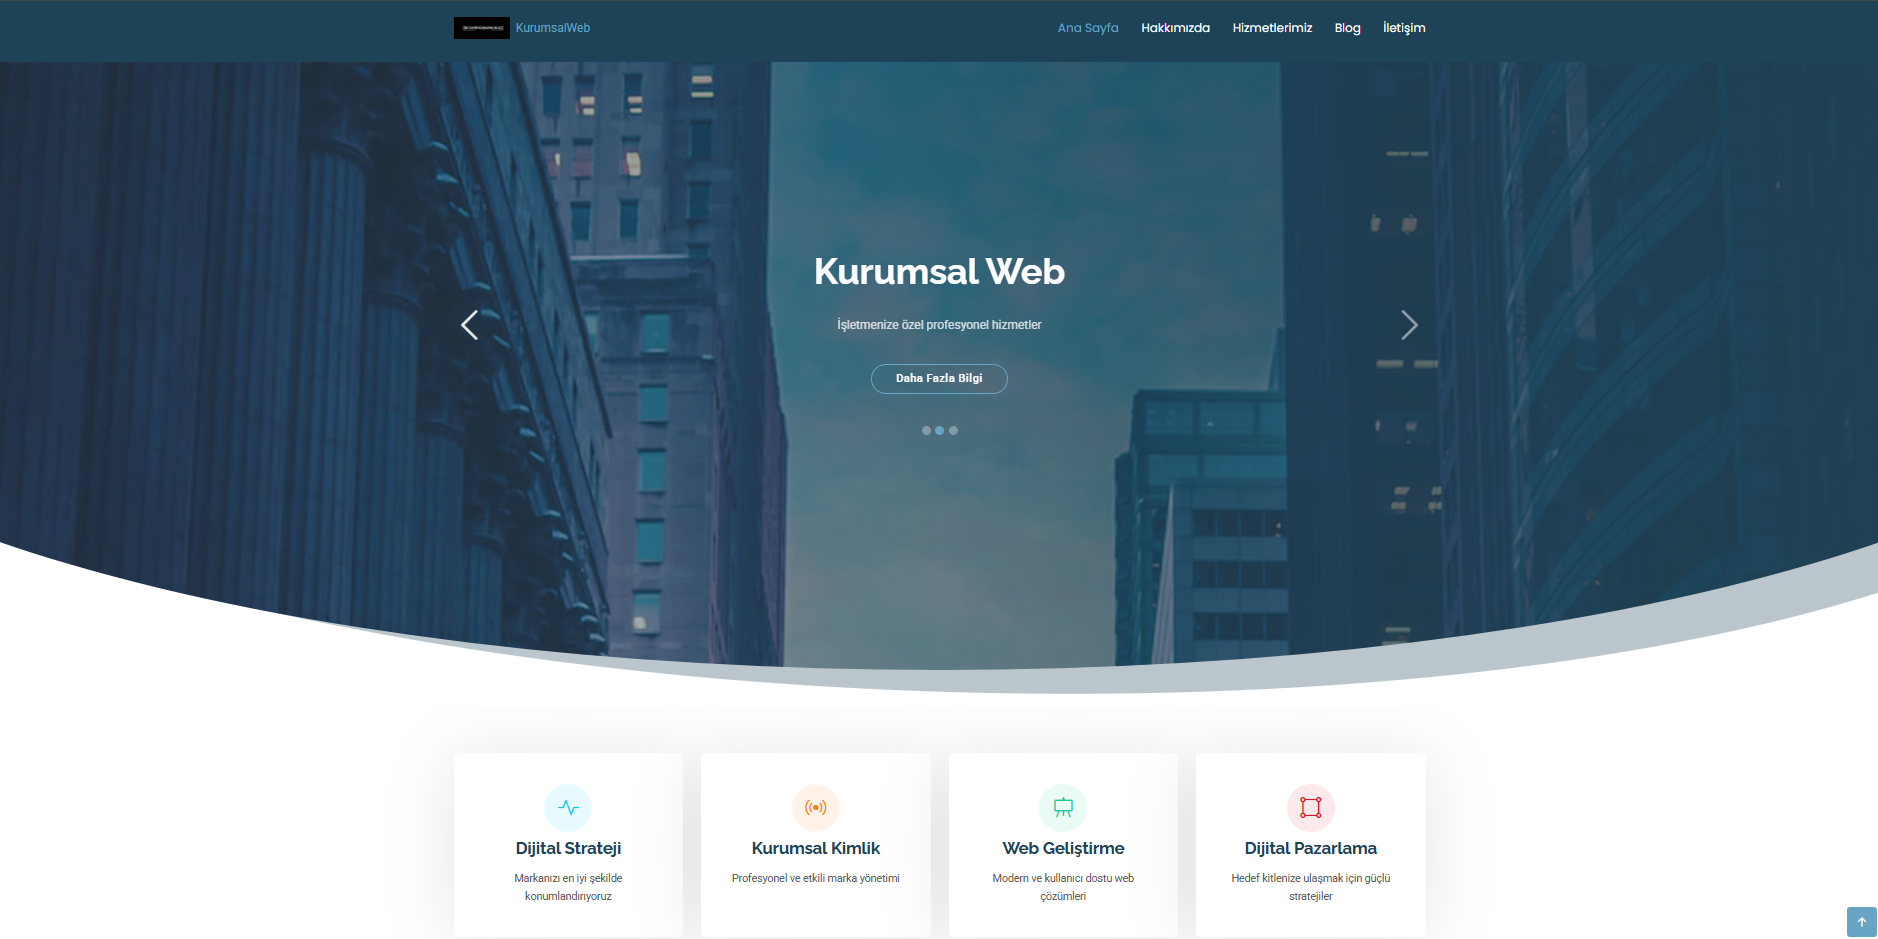 KurumsalWeb
Ana Sayfa
Hakkımızda
Hizmetlerimiz
Blog
İletişim
Kurumsal Web
İşletmenize özel profesyonel hizmetler
Daha Fazla Bilgi
Dijital Strateji
Markanızı en iyi şekilde
konumlandırıyoruz
Kurumsal Kimlik
Profesyonel ve etkili marka yönetimi
Web Geliştirme
Modern ve kullanıcı dostu web
çözümleri
Dijital Pazarlama
Hedef kitlenize ulaşmak için güçlü
stratejiler